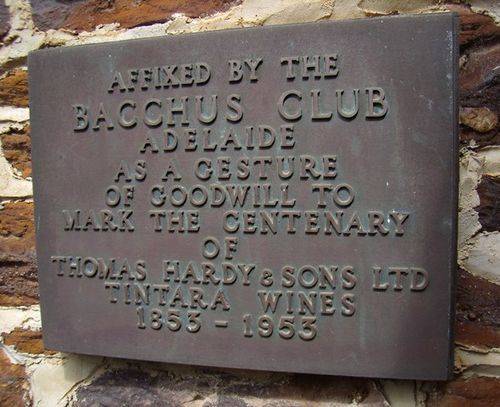 AFFIXED BY THE
BACCHUS CLUB
ADELAIDE
AS A GESTURE
OF GOODWILL TO
MARK THE CENTENARY
OF
THOMAS HARDY & SONS LTD
TINTARA WINES
1853 - 1953